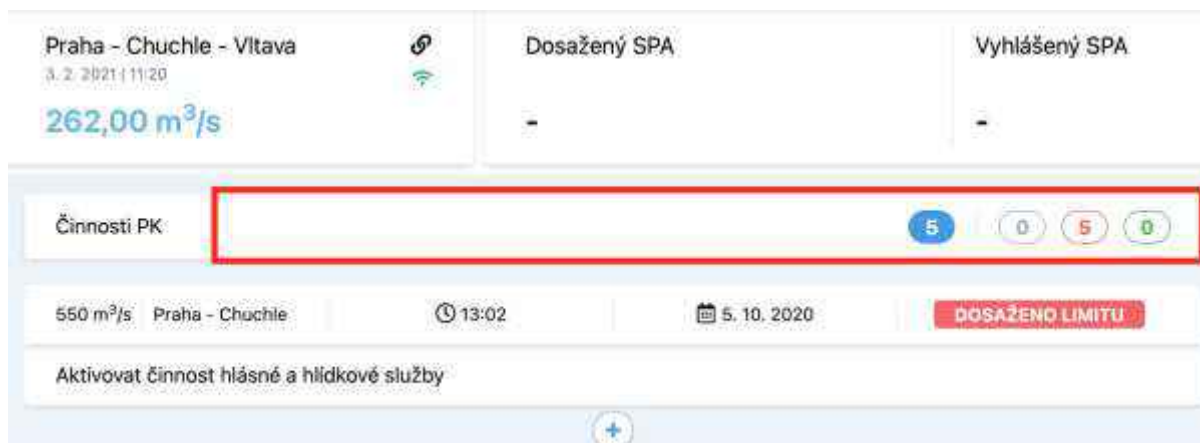 Praha - Chuchle - Vltava
3. 2. 2021 | 11:20
262,00 m³/s
Dosažený SPA
-
Vyhlášený SPA
-
Činnosti PK
5 0 5 0
550 m³/s Praha - Chuchle 13:02 5. 10. 2020 DOSAŽENO LIMITU
Aktivovat činnost hlásné a hlídkové služby
+